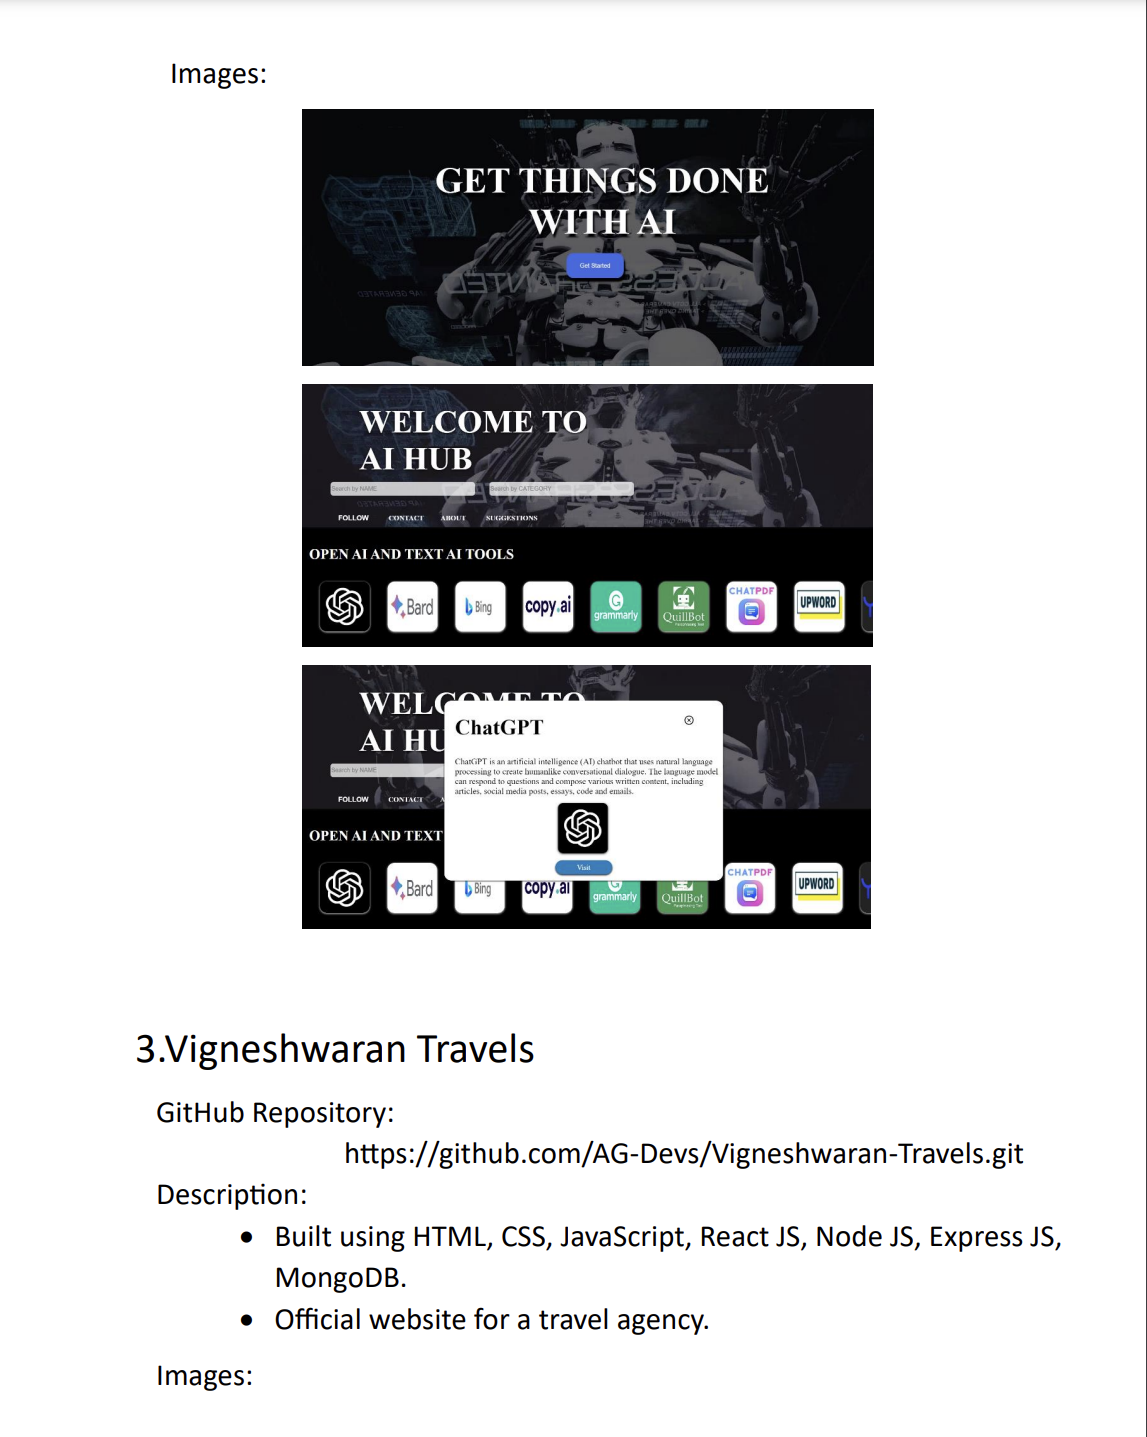 Images:
GET THINGS DONE
WITH AI
Get Started
WELCOME TO
AI HUB
Search by NAME
Search by CATEGORY
FOLLOW CONTACT ABOUT SUGGESTIONS
OPEN AI AND TEXT AI TOOLS
Bard
Bing
copy.ai
G
grammarly
QuillBot
CHATPDF
UPWORD
WELCOME TO
AI HU
Search by NAME
FOLLOW CONTACT A
OPEN AI AND TEXT
ChatGPT
ChatGPT is an artificial intelligence (AI) chatbot that uses natural language
processing to create humanlike conversational dialogue. The language model
can respond to questions and compose various written content, including
articles, social media posts, essays, code and emails.
Visit
Bard
Bing
copy.ai
grammarly
QuillBot
CHATPDF
UPWORD
3.Vigneshwaran Travels
GitHub Repository:
https://github.com/AG-Devs/Vigneshwaran-Travels.git
Description:
• Built using HTML, CSS, JavaScript, React JS, Node JS, Express JS,
MongoDB.
• Official website for a travel agency.
Images: